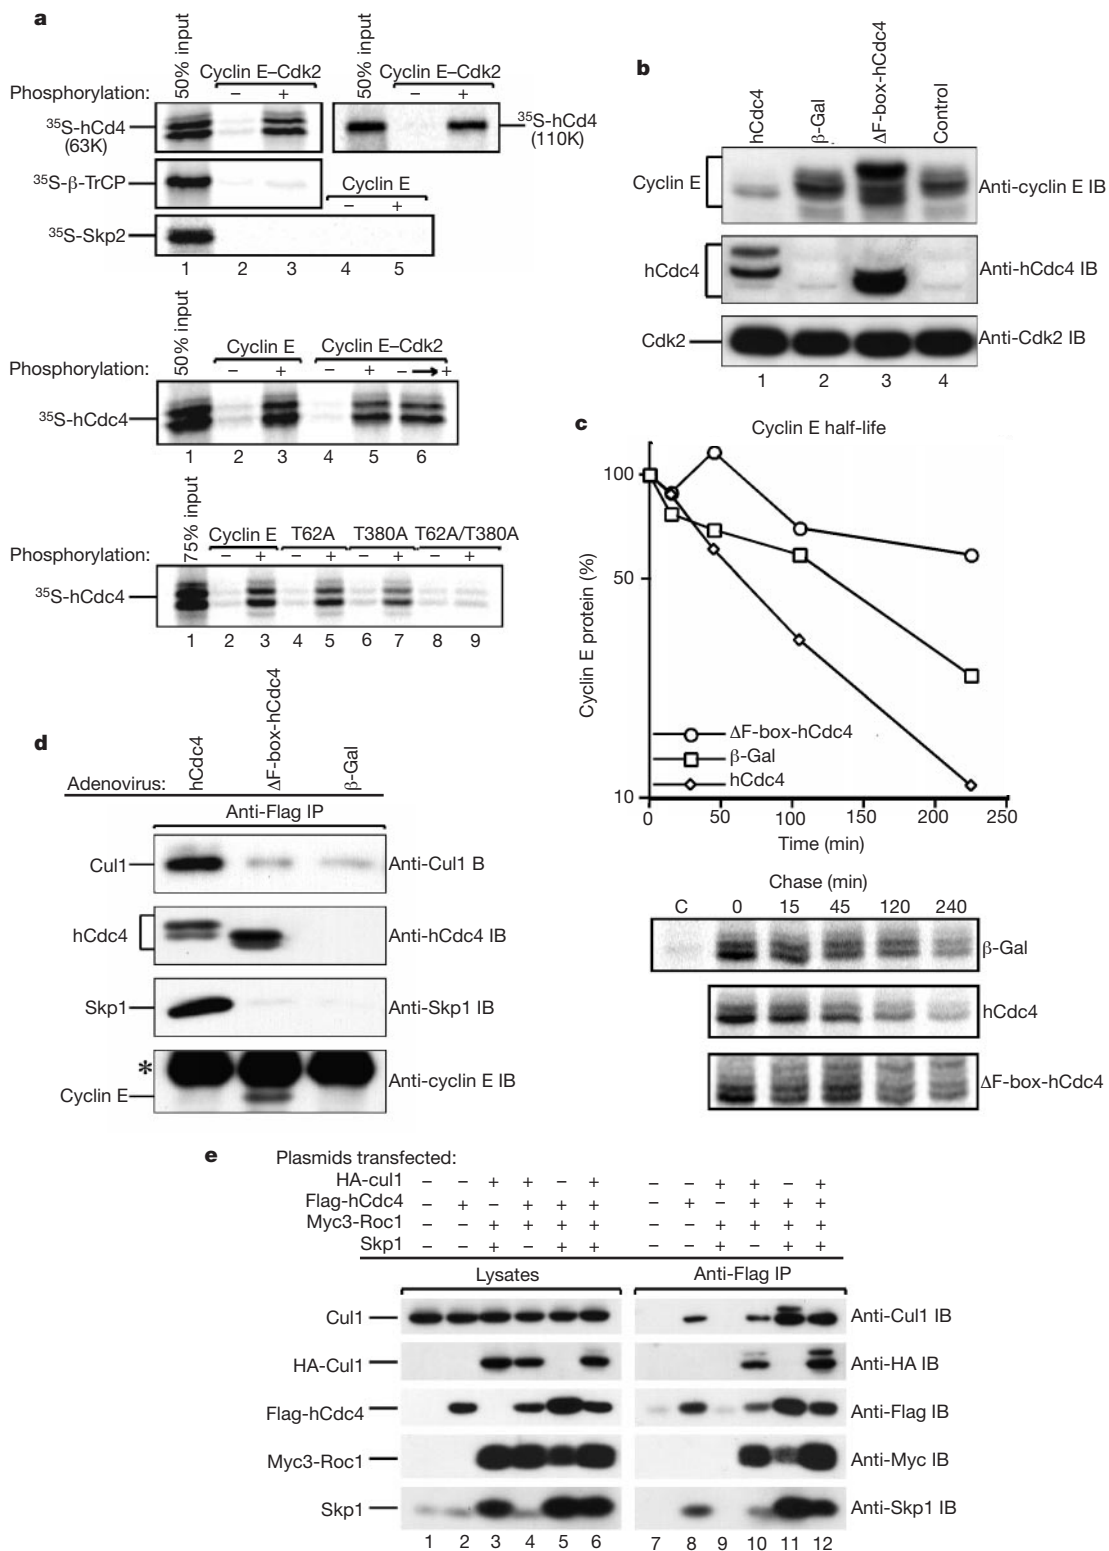 a
50% input
Cyclin E–Cdk2
50% input
Cyclin E–Cdk2
Phosphorylation: – + – +
35S-hCd4
(63K)
35S-hCd4
(110K)
35S-β-TrCP
Cyclin E
– +
35S-Skp2
1 2 3 4 5
50% input
Cyclin E
Cyclin E–Cdk2
Phosphorylation: – + – + – → +
35S-hCdc4
1 2 3 4 5 6
75% input
Cyclin E T62A T380A T62A/T380A
Phosphorylation: – + – + – + – +
35S-hCdc4
1 2 3 4 5 6 7 8 9
b
hCdc4 β-Gal ΔF-box-hCdc4 Control
Cyclin E Anti-cyclin E IB
hCdc4 Anti-hCdc4 IB
Cdk2 Anti-Cdk2 IB
1 2 3 4
c
Cyclin E half-life
100
50
10
Cyclin E protein (%)
ΔF-box-hCdc4
β-Gal
hCdc4
0 50 100 150 200 250
Time (min)
Chase (min)
C 0 15 45 120 240
β-Gal
hCdc4
ΔF-box-hCdc4
d
Adenovirus: hCdc4 ΔF-box-hCdc4 β-Gal
Anti-Flag IP
Cul1 Anti-Cul1 B
hCdc4 Anti-hCdc4 IB
Skp1 Anti-Skp1 IB
*
Cyclin E Anti-cyclin E IB
e
Plasmids transfected:
HA-cul1 – – + + – + – – + + – +
Flag-hCdc4 – + – + + + – + – + + +
Myc3-Roc1 – – + + + + – – + + + +
Skp1 – – + – + + – – + – + +
Lysates Anti-Flag IP
Cul1 Anti-Cul1 IB
HA-Cul1 Anti-HA IB
Flag-hCdc4 Anti-Flag IB
Myc3-Roc1 Anti-Myc IB
Skp1 Anti-Skp1 IB
1 2 3 4 5 6 7 8 9 10 11 12